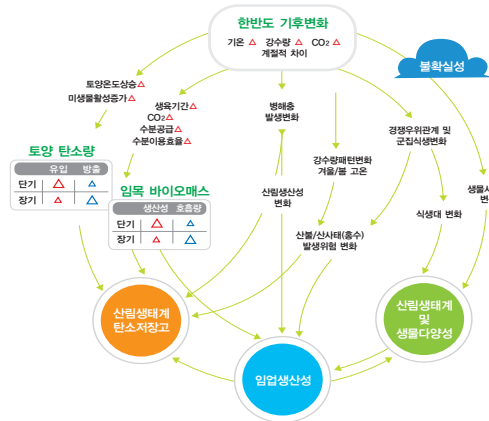 한반도 기후변화
기온 △ 강수량 △ CO₂ △
계절적 차이
불확실성
토양온도상승△
미생물활성증가△
생육기간△
CO₂△
수분공급△
수분이용효율△
병해충
발생변화
경쟁우위관계 및
군집식생변화
강수량패턴변화
겨울/봄 고온
토양 탄소량
유입 방출
단기 △ △
장기 △ △
임목 바이오매스
생산성 호흡량
단기 △ △
장기 △ △
산림생산성
변화
식생대 변화
산불/산사태(홍수)
발생위험 변화
산림생태계
탄소저장고
임업생산성
산림생태계
및
생물다양성